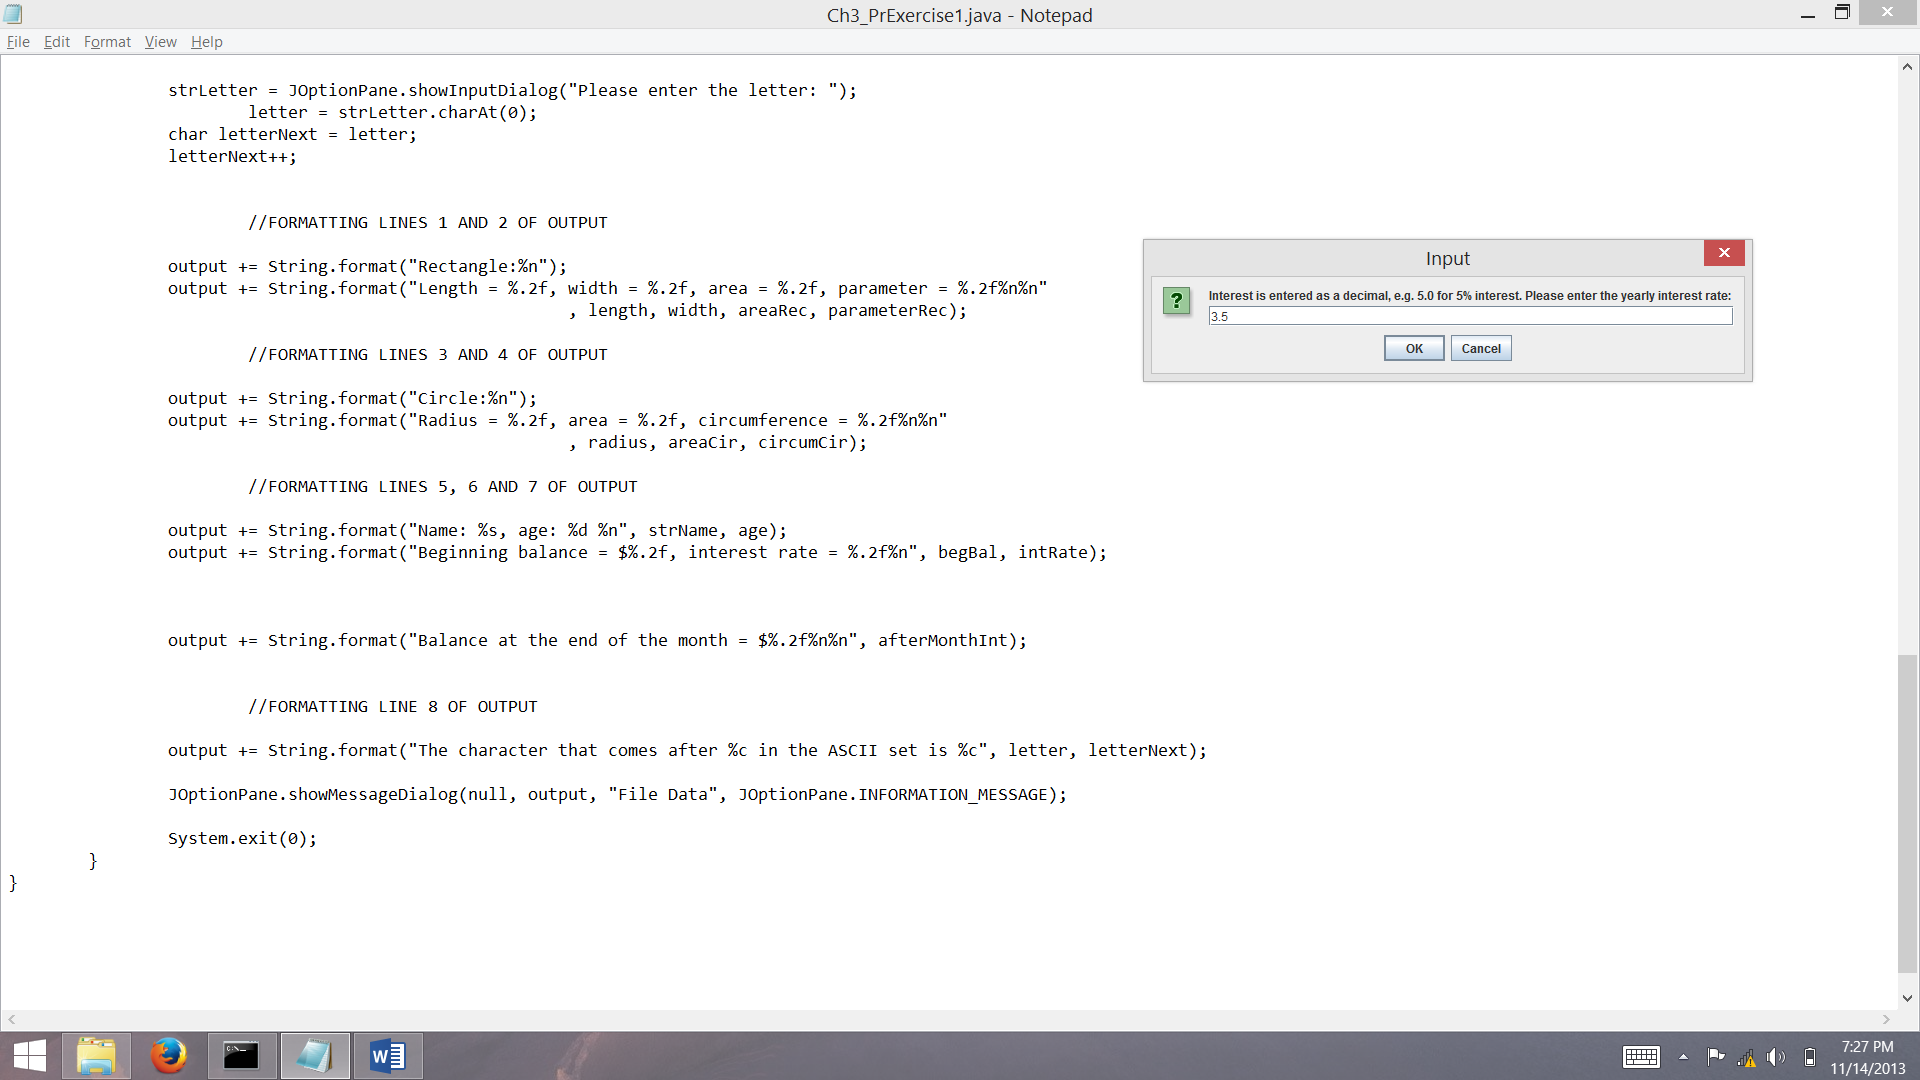 Ch3_PrExercise1.java - Notepad
File Edit Format View Help
strLetter = JOptionPane.showInputDialog("Please enter the letter: ");
letter = strLetter.charAt(0);
char letterNext = letter;
letterNext++;
//FORMATTING LINES 1 AND 2 OF OUTPUT
output += String.format("Rectangle:%n");
output += String.format("Length = %.2f, width = %.2f, area = %.2f, parameter = %.2f%n%n"
, length, width, areaRec, parameterRec);
//FORMATTING LINES 3 AND 4 OF OUTPUT
output += String.format("Circle:%n");
output += String.format("Radius = %.2f, area = %.2f, circumference = %.2f%n%n"
, radius, areaCir, circumCir);
//FORMATTING LINES 5, 6 AND 7 OF OUTPUT
output += String.format("Name: %s, age: %d %n", strName, age);
output += String.format("Beginning balance = $%.2f, interest rate = %.2f%n", begBal, intRate);
output += String.format("Balance at the end of the month = $%.2f%n%n", afterMonthInt);
//FORMATTING LINE 8 OF OUTPUT
output += String.format("The character that comes after %c in the ASCII set is %c", letter, letterNext);
JOptionPane.showMessageDialog(null, output, "File Data", JOptionPane.INFORMATION_MESSAGE);
System.exit(0);
}
}
Input
Interest is entered as a decimal, e.g. 5.0 for 5% interest. Please enter the yearly interest rate:
3.5
OK Cancel
7:27 PM
11/14/2013